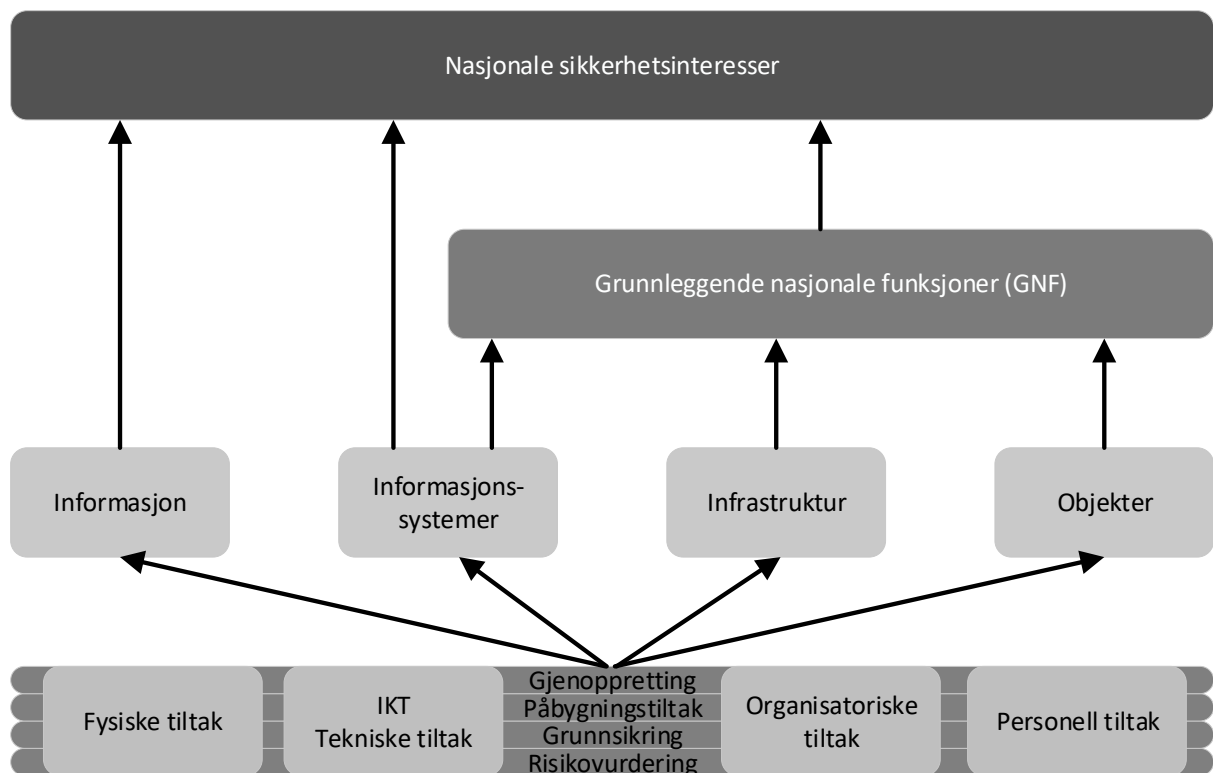 Nasjonale sikkerhetsinteresser
Grunnleggende nasjonale funksjoner (GNF)
Informasjon
Informasjons-
systemer
Infrastruktur
Objekter
Fysiske tiltak
IKT
Tekniske tiltak
Gjenoppretting
Påbygningstiltak
Grunnsikring
Risikovurdering
Organisatoriske
tiltak
Personell tiltak